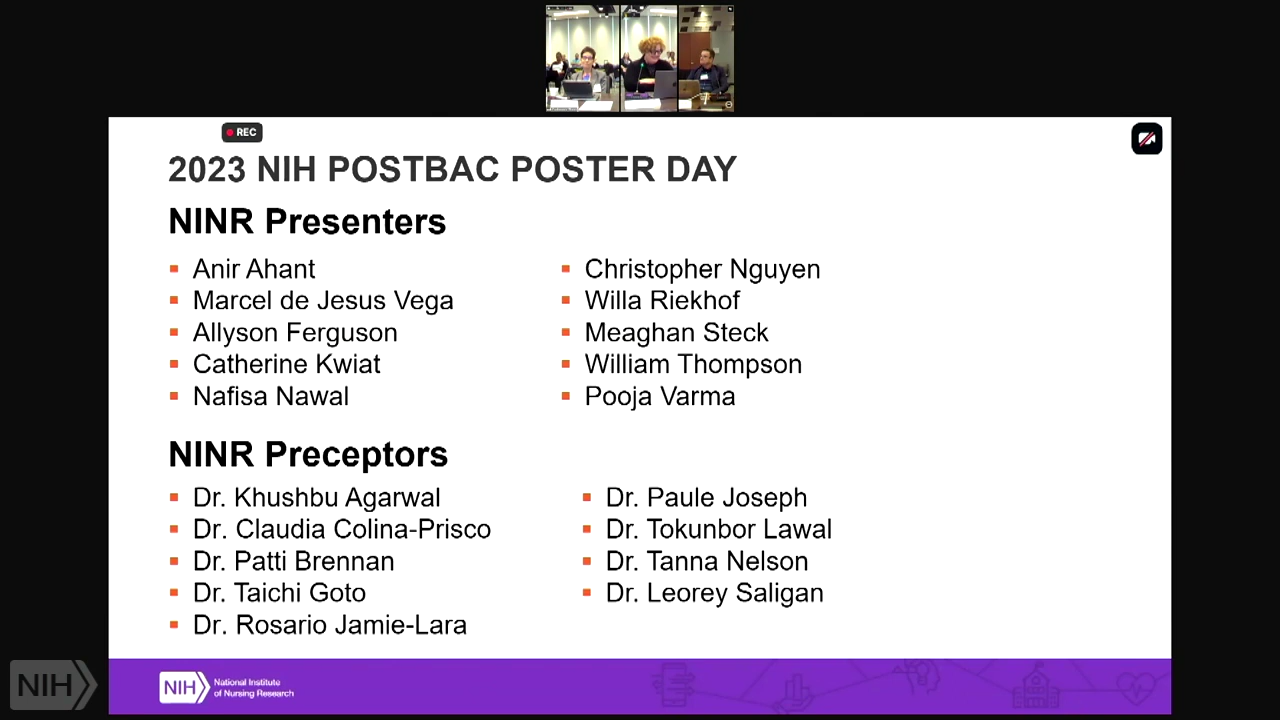 REC
2023 NIH POSTBAC POSTER DAY
NINR Presenters
Anir Ahant
Marcel de Jesus Vega
Allyson Ferguson
Catherine Kwiat
Nafisa Nawal
Christopher Nguyen
Willa Riekhof
Meaghan Steck
William Thompson
Pooja Varma
NINR Preceptors
Dr. Khushbu Agarwal
Dr. Claudia Colina-Prisco
Dr. Patti Brennan
Dr. Taichi Goto
Dr. Rosario Jamie-Lara
Dr. Paule Joseph
Dr. Tokunbor Lawal
Dr. Tanna Nelson
Dr. Leorey Saligan
NIH
NIH
National Institute
of Nursing Research